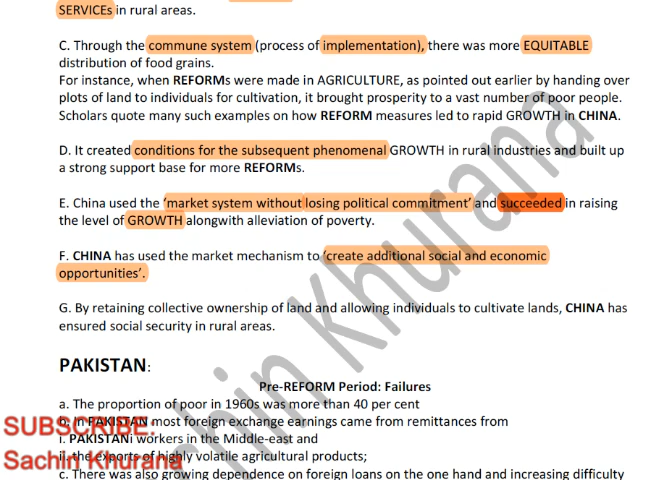 SERVICEs in rural areas.
C. Through the commune system (process of implementation), there was more EQUITABLE
distribution of food grains.
For instance, when REFORMs were made in AGRICULTURE, as pointed out earlier by handing over
plots of land to individuals for cultivation, it brought prosperity to a vast number of poor people.
Scholars quote many such examples on how REFORM measures led to rapid GROWTH in CHINA.
D. It created conditions for the subsequent phenomenal GROWTH in rural industries and built up
a strong support base for more REFORMs.
E. China used the 'market system without losing political commitment' and succeeded in raising
the level of GROWTH alongwith alleviation of poverty.
F. CHINA has used the market mechanism to 'create additional social and economic
opportunities'.
G. By retaining collective ownership of land and allowing individuals to cultivate lands, CHINA has
ensured social security in rural areas.
PAKISTAN:
Pre-REFORM Period: Failures
a. The proportion of poor in 1960s was more than 40 per cent
b. In PAKISTAN most foreign exchange earnings came from remittances from
i. PAKISTANi workers in the Middle-east and
ii. the exports of highly volatile agricultural products;
c. There was also growing dependence on foreign loans on the one hand and increasing difficulty
SUBSCRIBE:
Sachin Khurana
chin Khurana